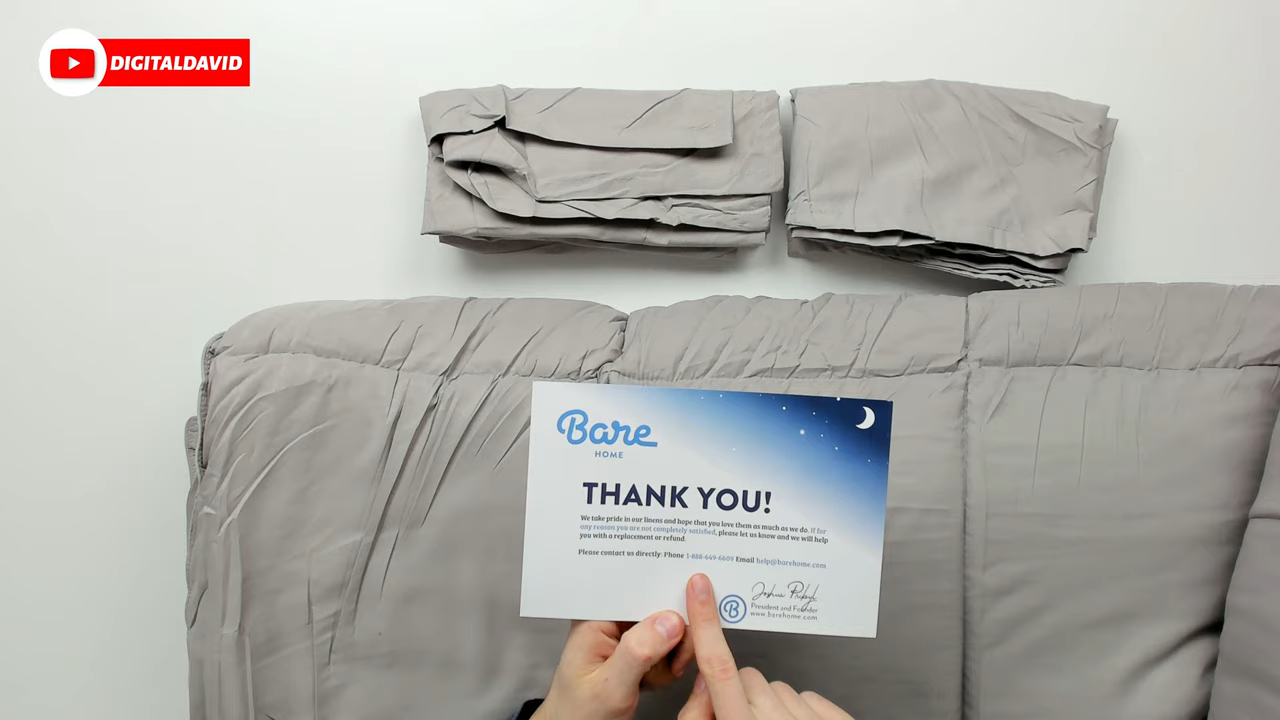 DIGITALDAVID
Bare
HOME
THANK YOU!
We take pride in our linens and hope that you love them as much as we do. If for
any reason you are not completely satisfied, please let us know and we will help
you with a replacement or refund.
Please contact us directly: Phone 1-888-649-6609 Email help@barehome.com
B
President and Founder
www.barehome.com